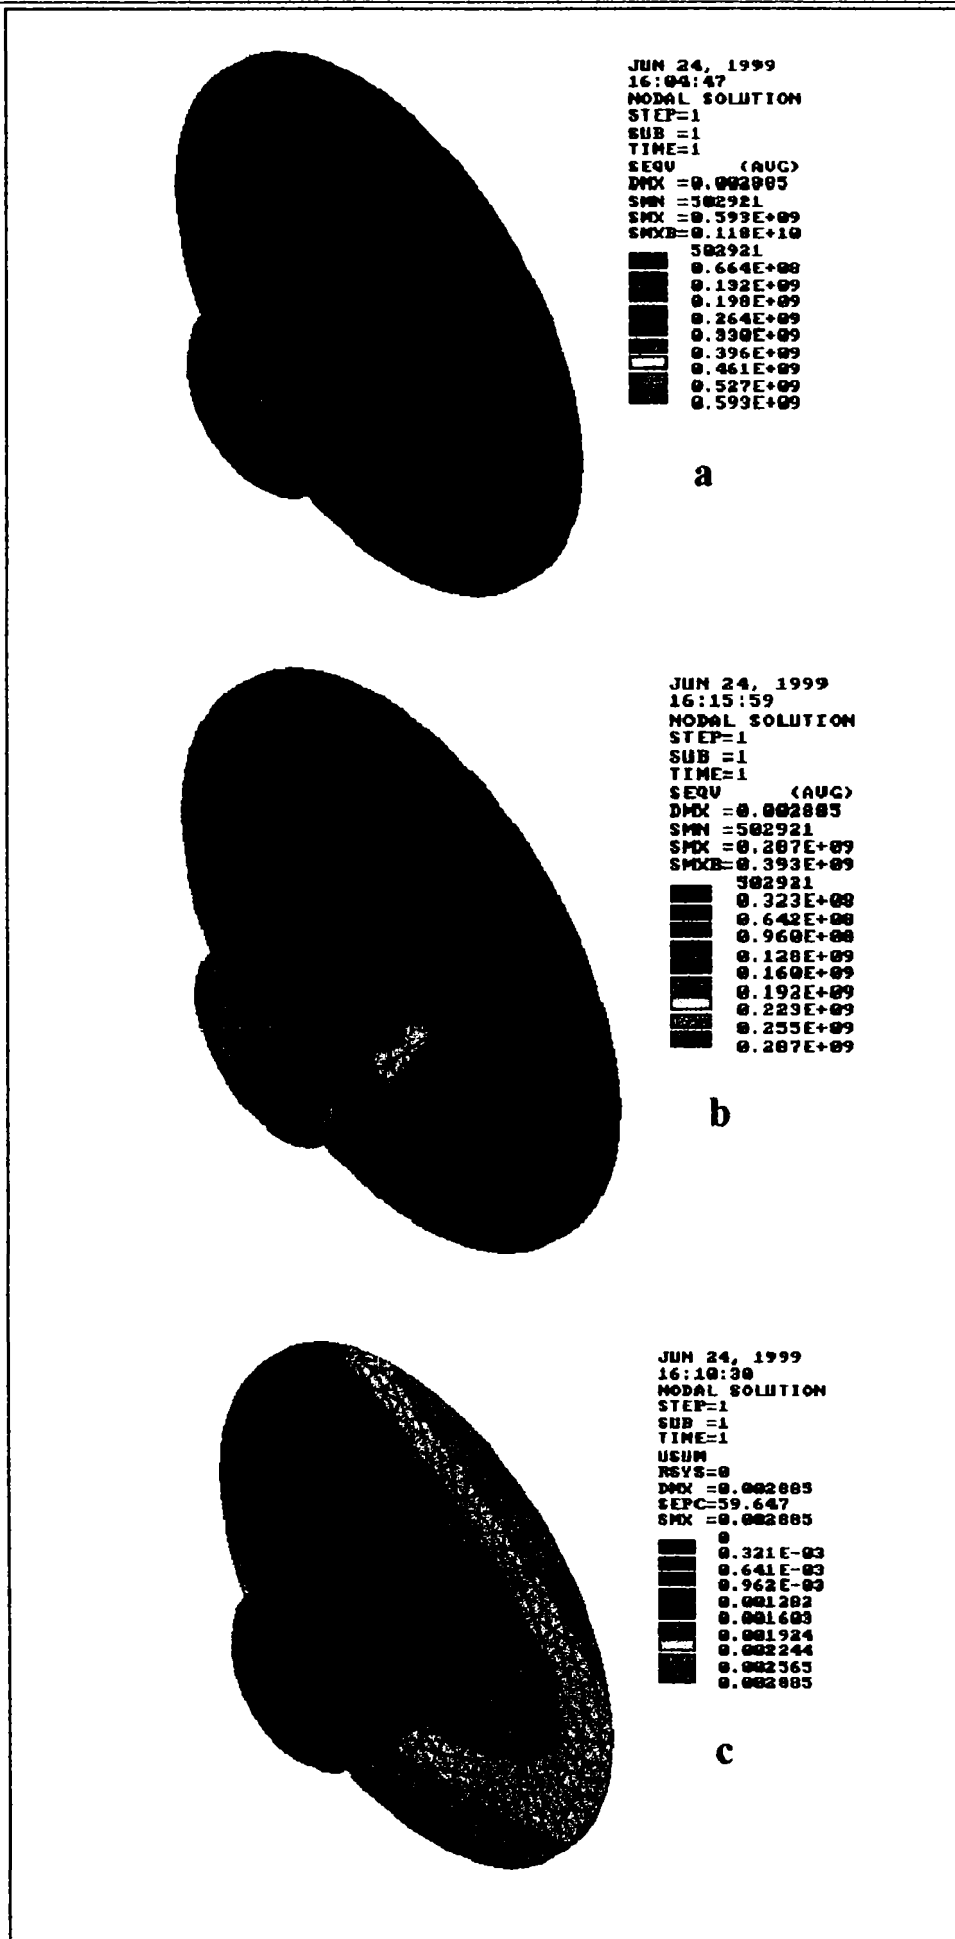 JUN 24, 1999
16:04:47
NODAL SOLUTION
STEP=1
SUB =1
TIME=1
SEQV (AVG)
DMX =0.002885
SMN =502921
SMX =0.593E+09
SMXB=0.118E+10
502921
0.664E+08
0.132E+09
0.198E+09
0.264E+09
0.330E+09
0.396E+09
0.461E+09
0.527E+09
0.593E+09
a
JUN 24, 1999
16:15:59
NODAL SOLUTION
STEP=1
SUB =1
TIME=1
SEQV (AVG)
DMX =0.002885
SMN =502921
SMX =0.287E+09
SMXB=0.393E+09
502921
0.323E+08
0.642E+08
0.960E+08
0.128E+09
0.160E+09
0.192E+09
0.223E+09
0.255E+09
0.287E+09
b
JUN 24, 1999
16:10:30
NODAL SOLUTION
STEP=1
SUB =1
TIME=1
USUM
RSYS=0
DMX =0.002885
SEPC=59.647
SMX =0.002885
0
0.321E-03
0.641E-03
0.962E-03
0.001282
0.001603
0.001924
0.002244
0.002565
0.002885
c